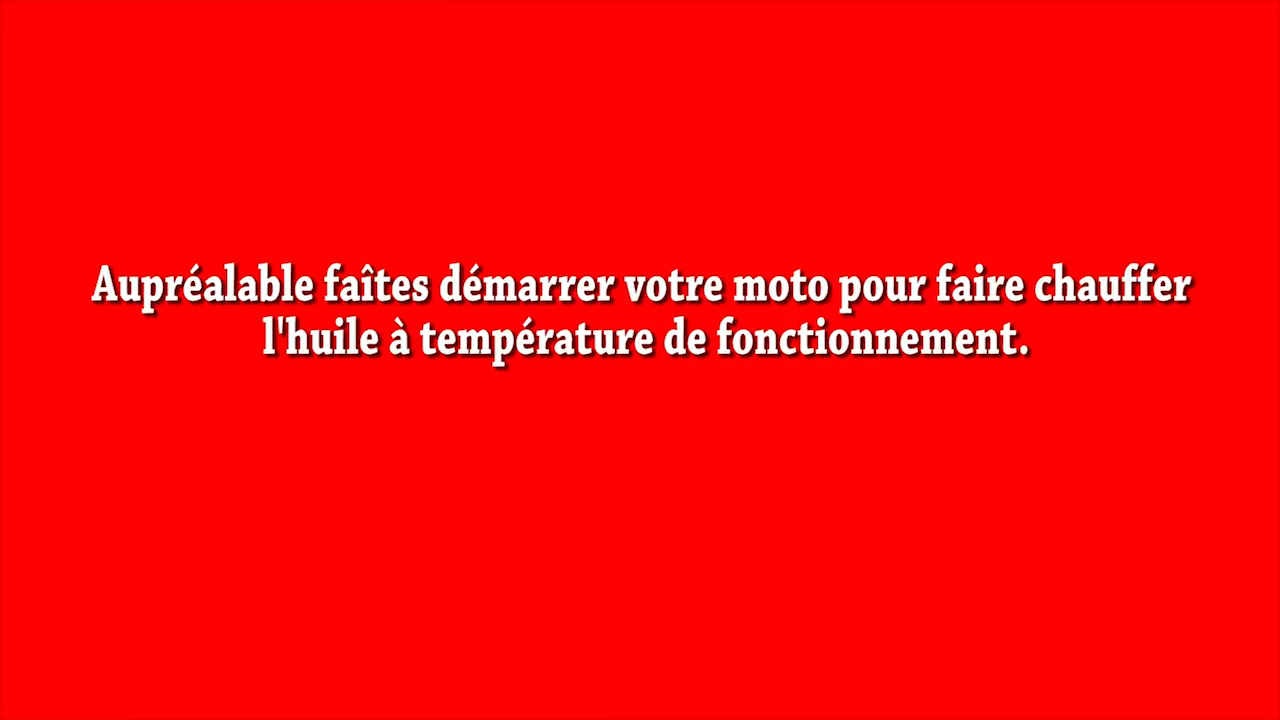 Aupréalable faîtes démarrer votre moto pour faire chauffer
l'huile à température de fonctionnement.